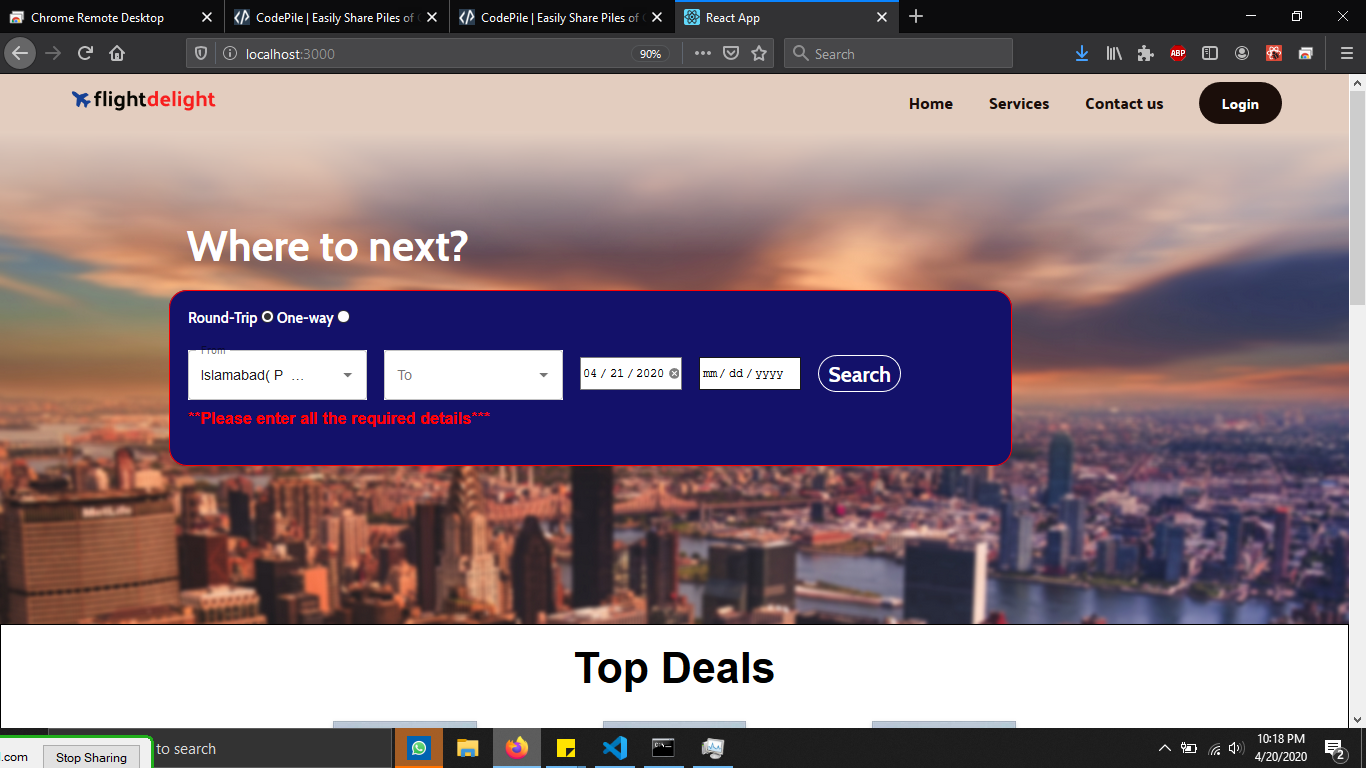 Chrome Remote Desktop
CodePile | Easily Share Piles of
CodePile | Easily Share Piles of
React App
localhost:3000
90%
Search
ABP
flightdelight
Home
Services
Contact us
Login
Where to next?
Round-Trip One-way
From
Islamabad( P ...
To
04 / 21 / 2020
mm / dd / yyyy
Search
**Please enter all the required details***
MetLife
Top Deals
l.com
Stop Sharing
to search
10:18 PM
4/20/2020
2